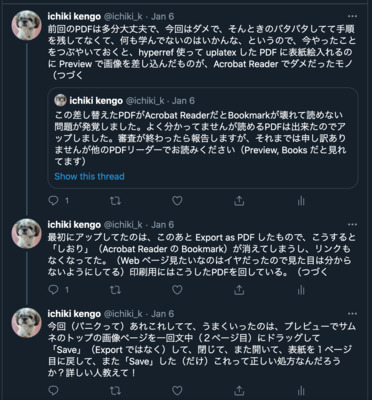 ichiki kengo @ichiki_k · Jan 6
前回のPDFは多分大丈夫で、今回はダメで、そんときのバタバタしてて手順
を残してなくて、何も学んでないのはいかんな、というので、今やったこと
をつぶやいておくと、hyperref 使って uplatex した PDF に表紙絵入れるの
に Preview で画像を差し込んだものが、Acrobat Reader でダメだったモノ
（つづく
ichiki kengo @ichiki_k · Jan 6
この差し替えたPDFがAcrobat ReaderだとBookmarkが壊れて読めない
問題が発覚しました。よく分かってませんが読めるPDFは出来たのでア
ップしました。審査が終わったら報告しますが、それまでは申し訳あり
ませんが他のPDFリーダーでお読みください（Preview, Books だと見れ
てます）
Show this thread
1
ichiki kengo @ichiki_k · Jan 6
最初にアップしてたのは、このあと Export as PDF したもので、こうすると
「しおり」（Acrobat Reader の Bookmark）が消えてしまうし、リンクも
なくなってた。（Web ページ見たいなのはイヤだったので見た目は分から
ないようにしてる）印刷用にはこうしたPDFを回している。（つづく
1
ichiki kengo @ichiki_k · Jan 6
今回（パニクって）あれこれしてて、うまくいったのは、プレビューでサム
ネのトップの画像ページを一回文中（２ページ目）にドラッグして
「Save」（Export ではなく）して、閉じて、また開いて、表紙を１ページ
目に戻して、また「Save」した（だけ）これって正しい処方なんだろう
か？詳しい人教えて！
1